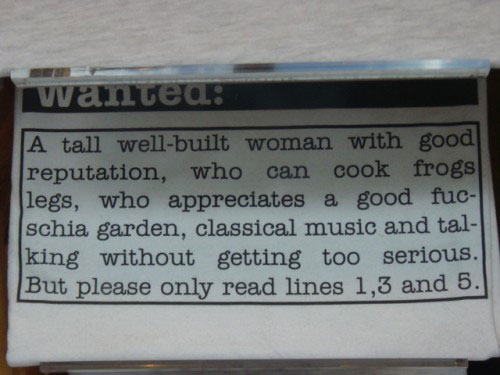 Wanted:
A tall well-built woman with good
reputation, who can cook frogs
legs, who appreciates a good fuc-
schia garden, classical music and tal-
king without getting too serious.
But please only read lines 1,3 and 5.